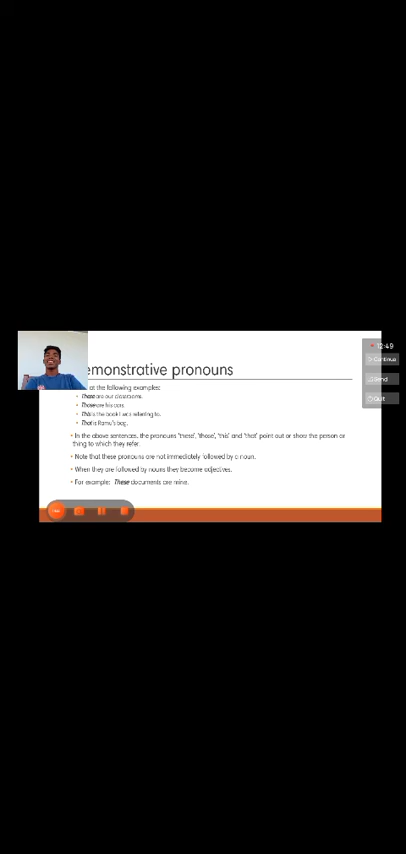 emonstrative pronouns
at the following examples:
• These are our classrooms.
• Those are his cars.
• This is the book I was referring to.
• That is Ramu's bag.
• In the above sentences, the pronouns 'these', 'those', 'this' and 'that' point out or show the person or
thing to which they refer.
• Note that these pronouns are not immediately followed by a noun.
• When they are followed by nouns they become adjectives.
• For example: These documents are mine.
12:49
Continue
Send
Quit